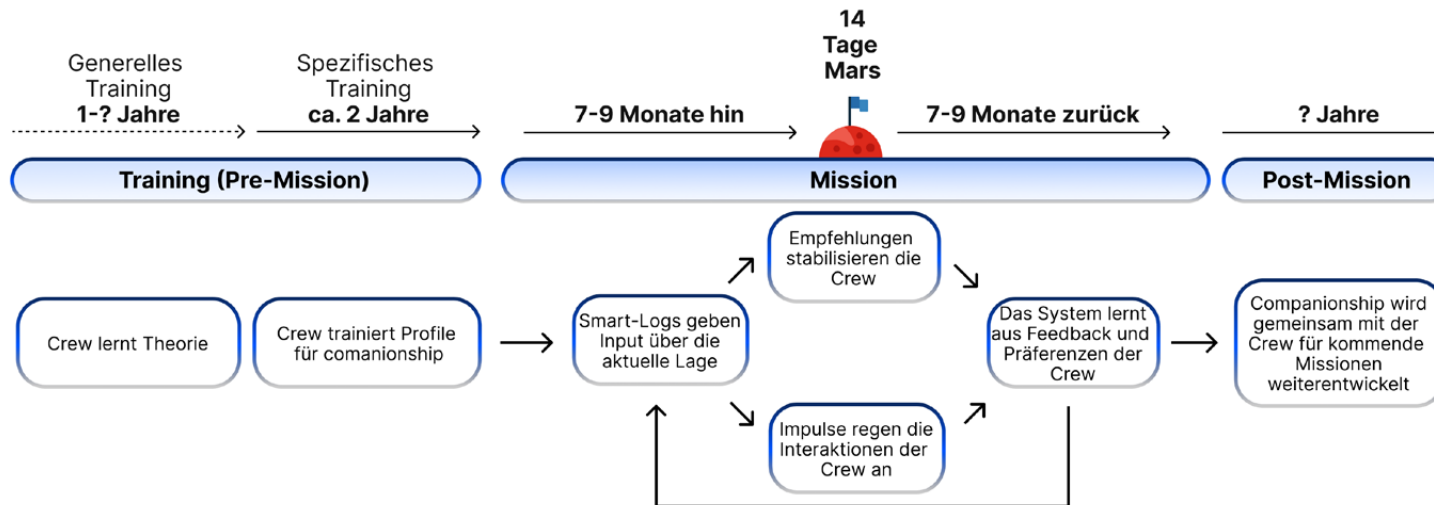 Generelles
Training
1-? Jahre
Spezifisches
Training
ca. 2 Jahre
7-9 Monate hin
14
Tage
Mars
7-9 Monate zurück
? Jahre
Training (Pre-Mission)
Mission
Post-Mission
Crew lernt Theorie
Crew trainiert Profile
für comanionship
Smart-Logs geben
Input über die
aktuelle Lage
Empfehlungen
stabilisieren die
Crew
Impulse regen die
Interaktionen der
Crew an
Das System lernt
aus Feedback und
Präferenzen der
Crew
Companionship wird
gemeinsam mit der
Crew für kommende
Missionen
weiterentwickelt